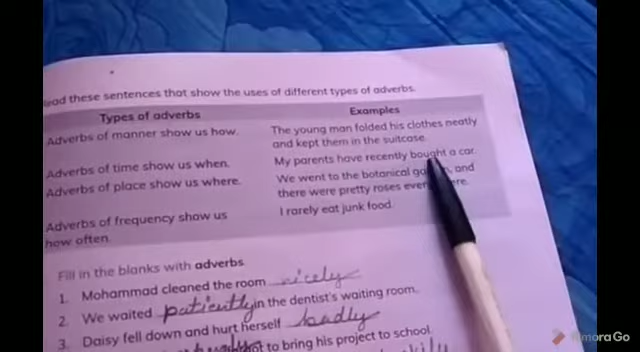 ead these sentences that show the uses of different types of adverbs.
Types of adverbs
Examples
Adverbs of manner show us how.
The young man folded his clothes neatly
and kept them in the suitcase.
Adverbs of time show us when.
My parents have recently bought a car.
Adverbs of place show us where.
We went to the botanical and
there were pretty roses
Adverbs of frequency show us
how often.
I rarely eat junk food.
Fill in the blanks with adverbs
1. Mohammad cleaned the room nicely
2. We waited patiently in the dentist's waiting room.
3. Daisy fell down and hurt herself badly
ot to bring his project to school.